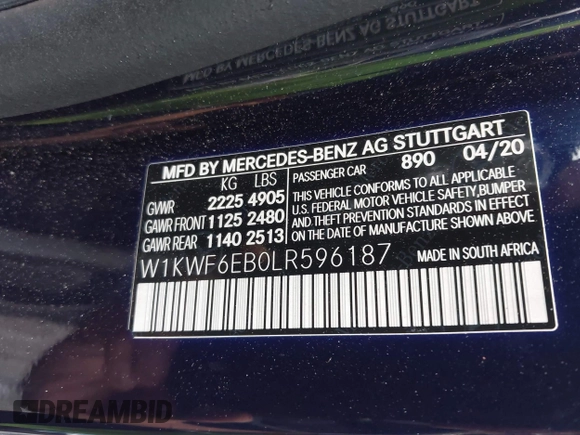 MFD BY MERCEDES-BENZ AG STUTTGART
KG LBS
GVWR 2225 4905
GAWR FRONT 1125 2480
GAWR REAR 1140 2513
PASSENGER CAR 890 04/20
THIS VEHICLE CONFORMS TO ALL APPLICABLE
U.S. FEDERAL MOTOR VEHICLE SAFETY, BUMPER
AND THEFT PREVENTION STANDARDS IN EFFECT
ON THE DATE OF MANUFACTURE SHOWN ABOVE.
W1KWF6EB0LR596187
MADE IN SOUTH AFRICA
DREAMBID